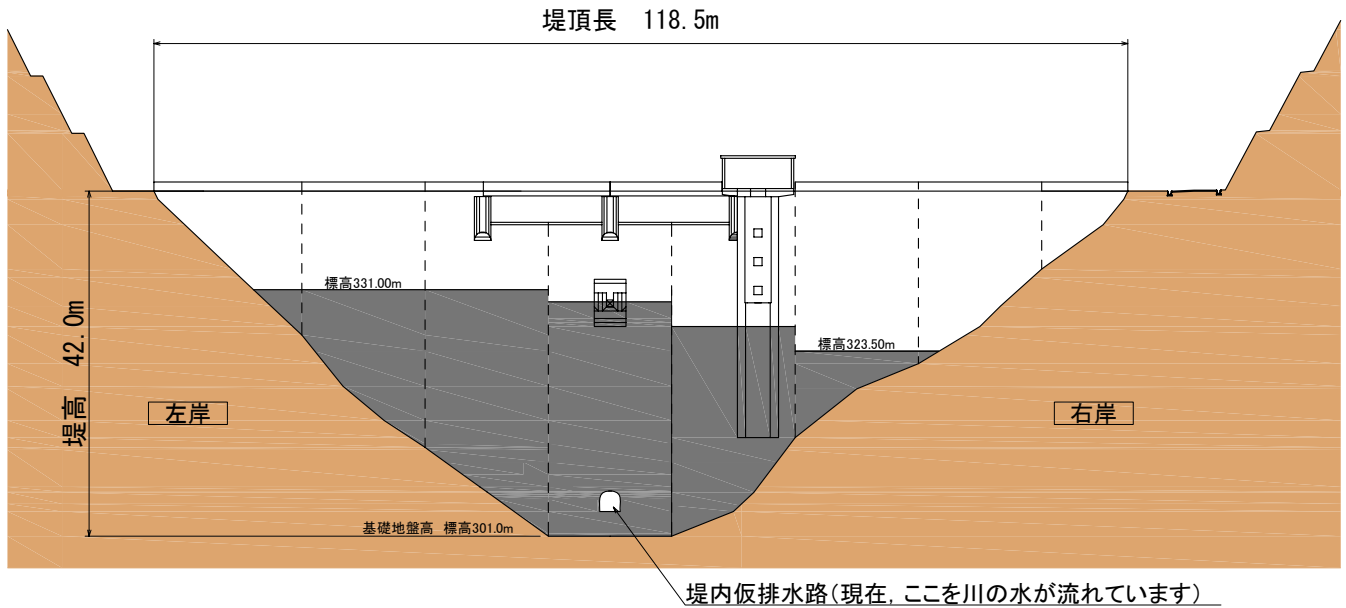 堤頂長　118.5m
標高331.00m
標高323.50m
堤高　42.0m
左岸
右岸
基礎地盤高　標高301.0m
堤内仮排水路（現在，ここを川の水が流れています）